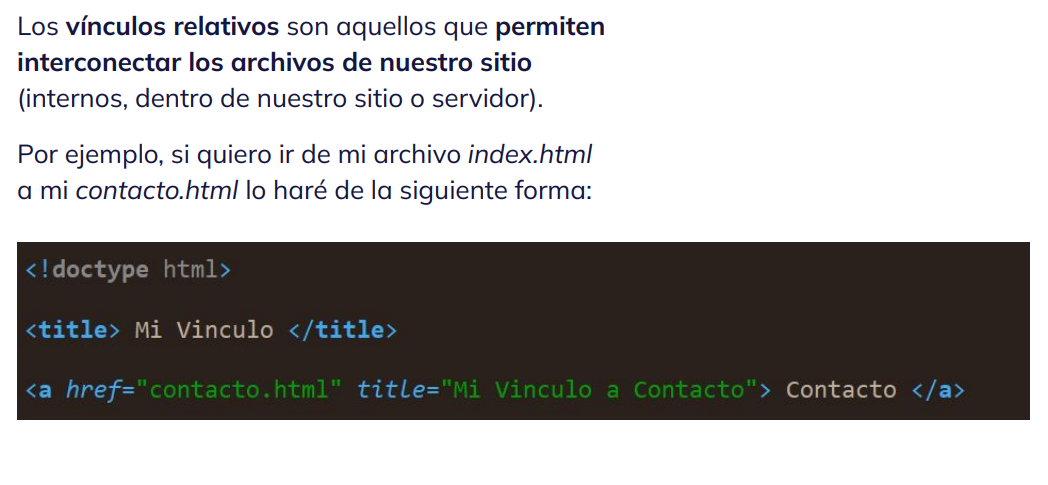 Los vínculos relativos son aquellos que permiten
interconectar los archivos de nuestro sitio
(internos, dentro de nuestro sitio o servidor).
Por ejemplo, si quiero ir de mi archivo index.html
a mi contacto.html lo haré de la siguiente forma:
<!doctype html>
<title> Mi Vinculo </title>
<a href="contacto.html" title="Mi Vinculo a Contacto"> Contacto </a>